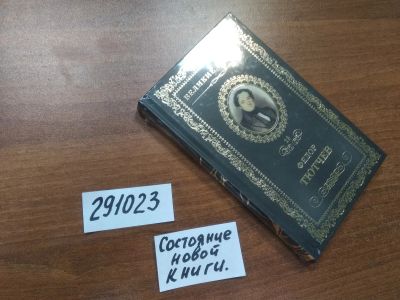 ВЕЛИКИЕ
ФЕДОР
ТЮТЧЕВ
291023
Состояние
новой
книги.